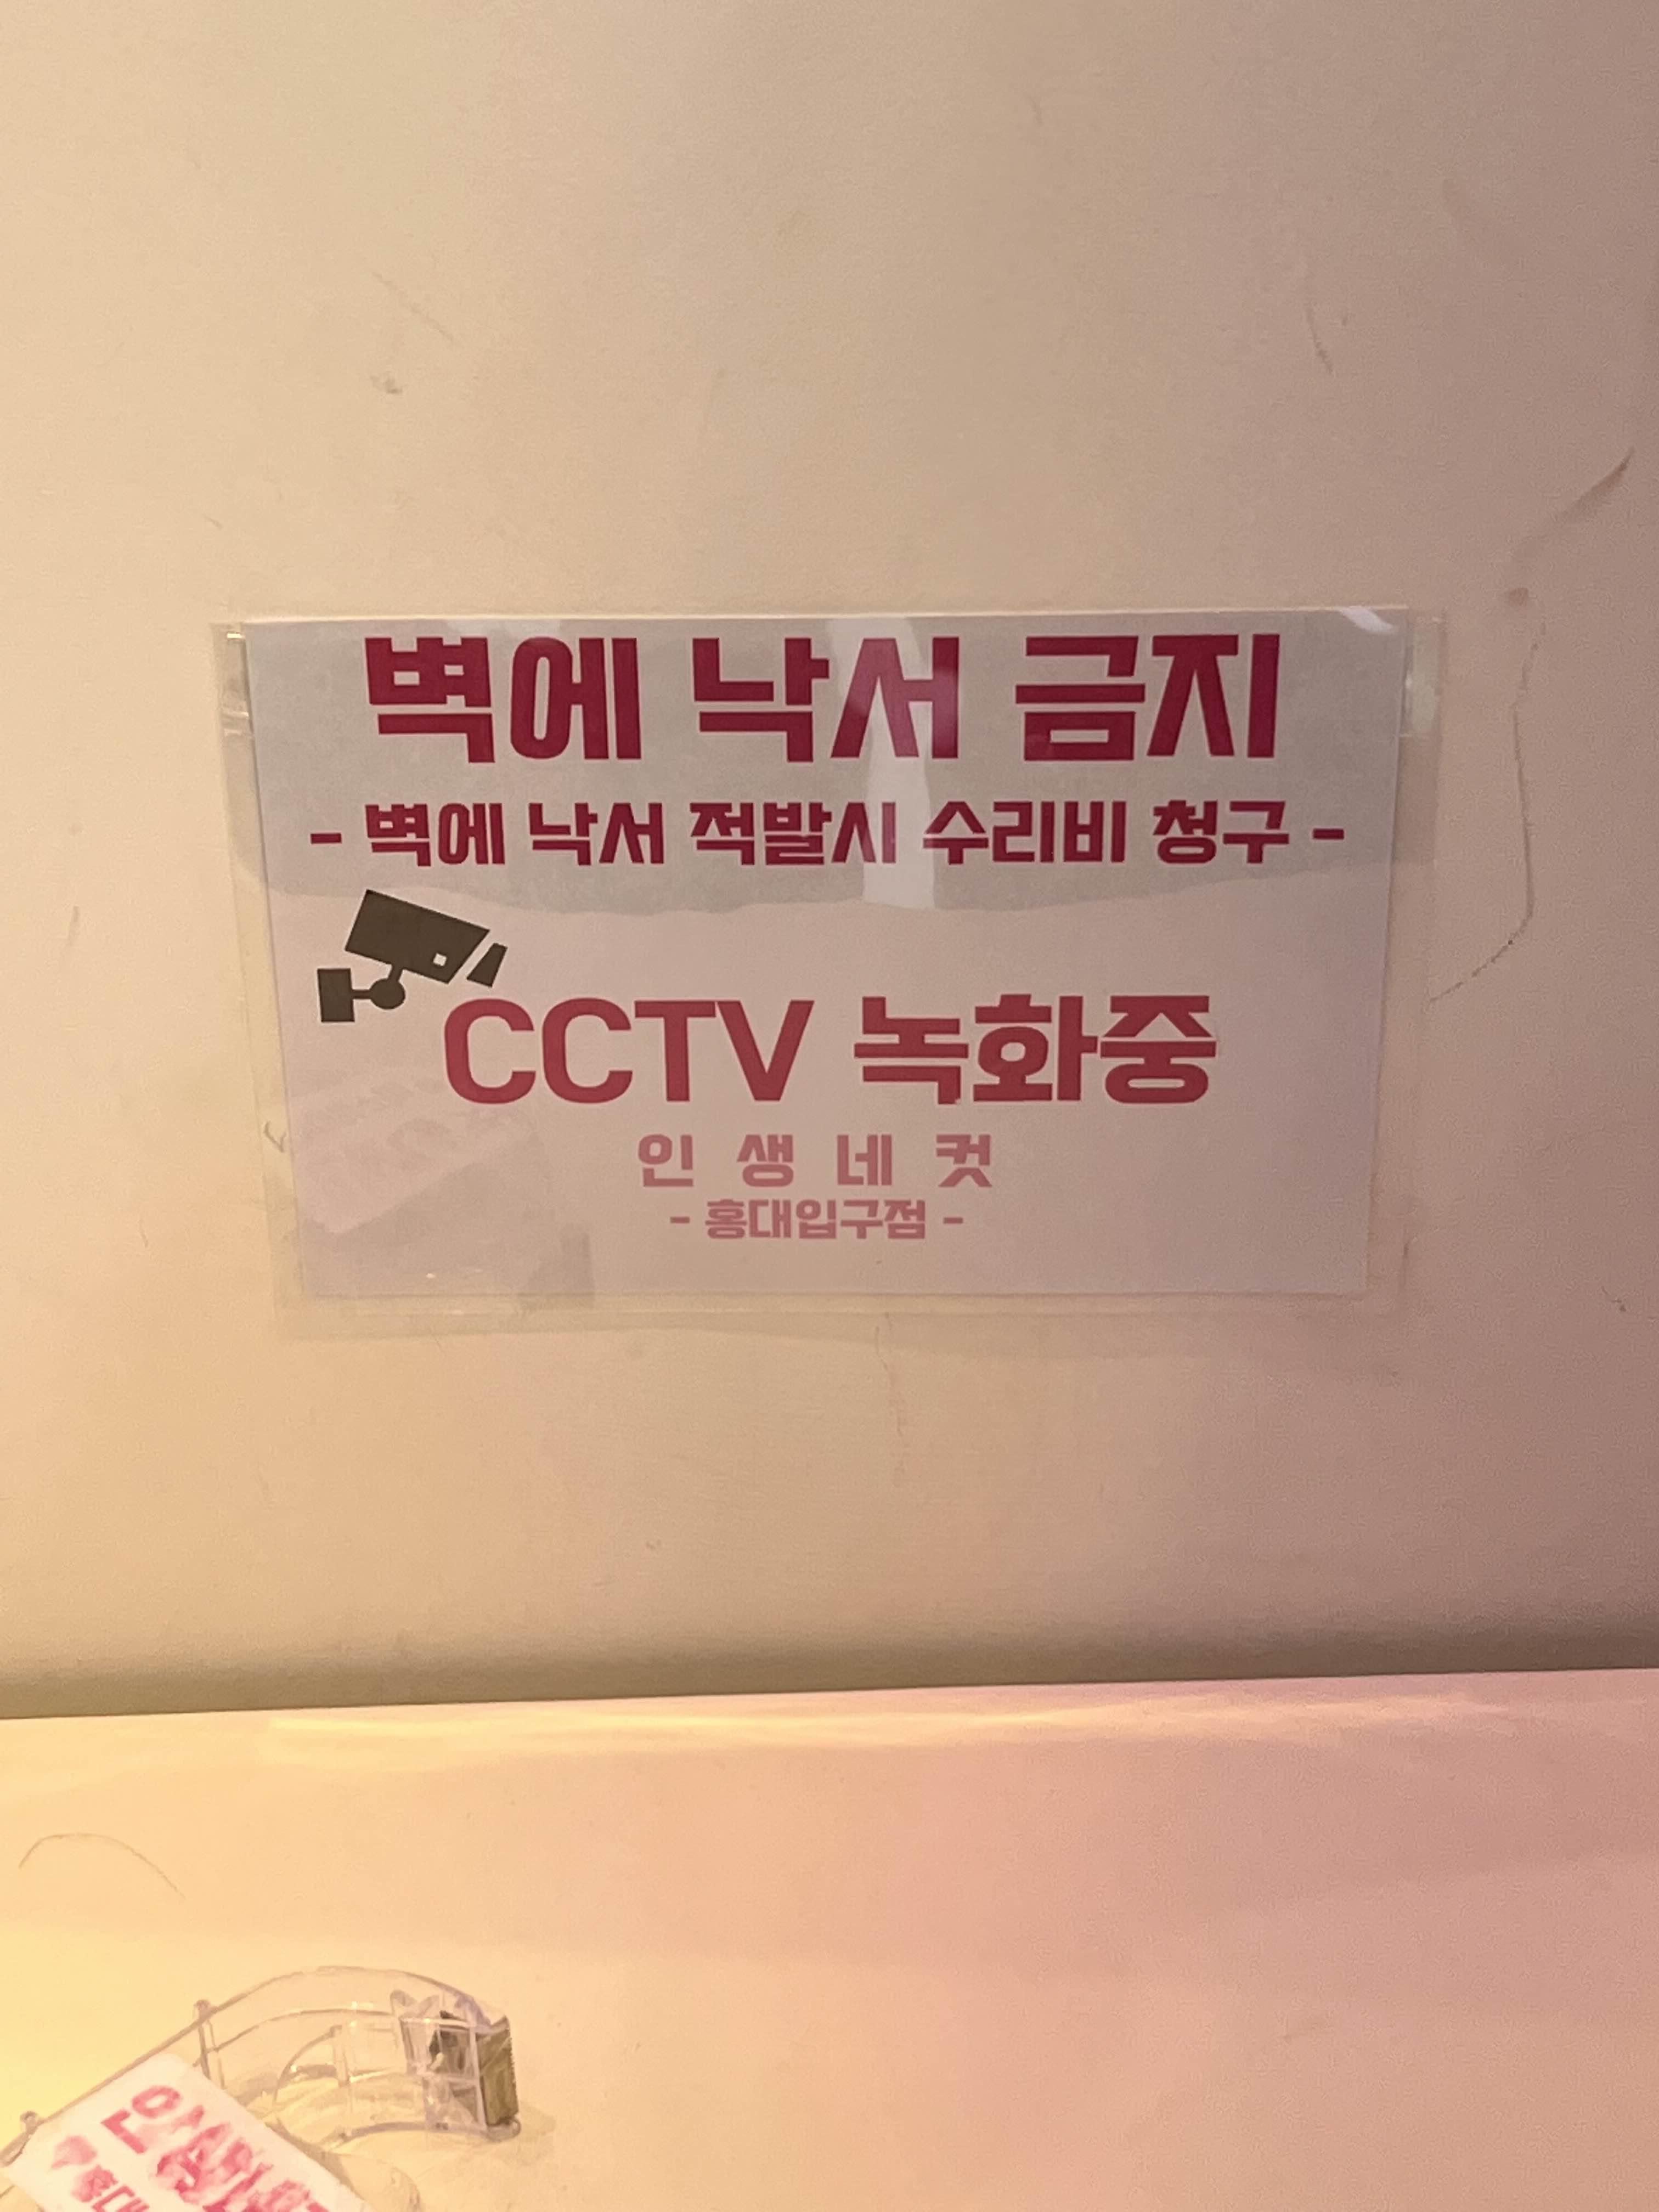 벽에 낙서 금지
- 벽에 낙서 적발시 수리비 청구 -
CCTV 녹화중
인 생 네 컷
- 홍대입구점 -